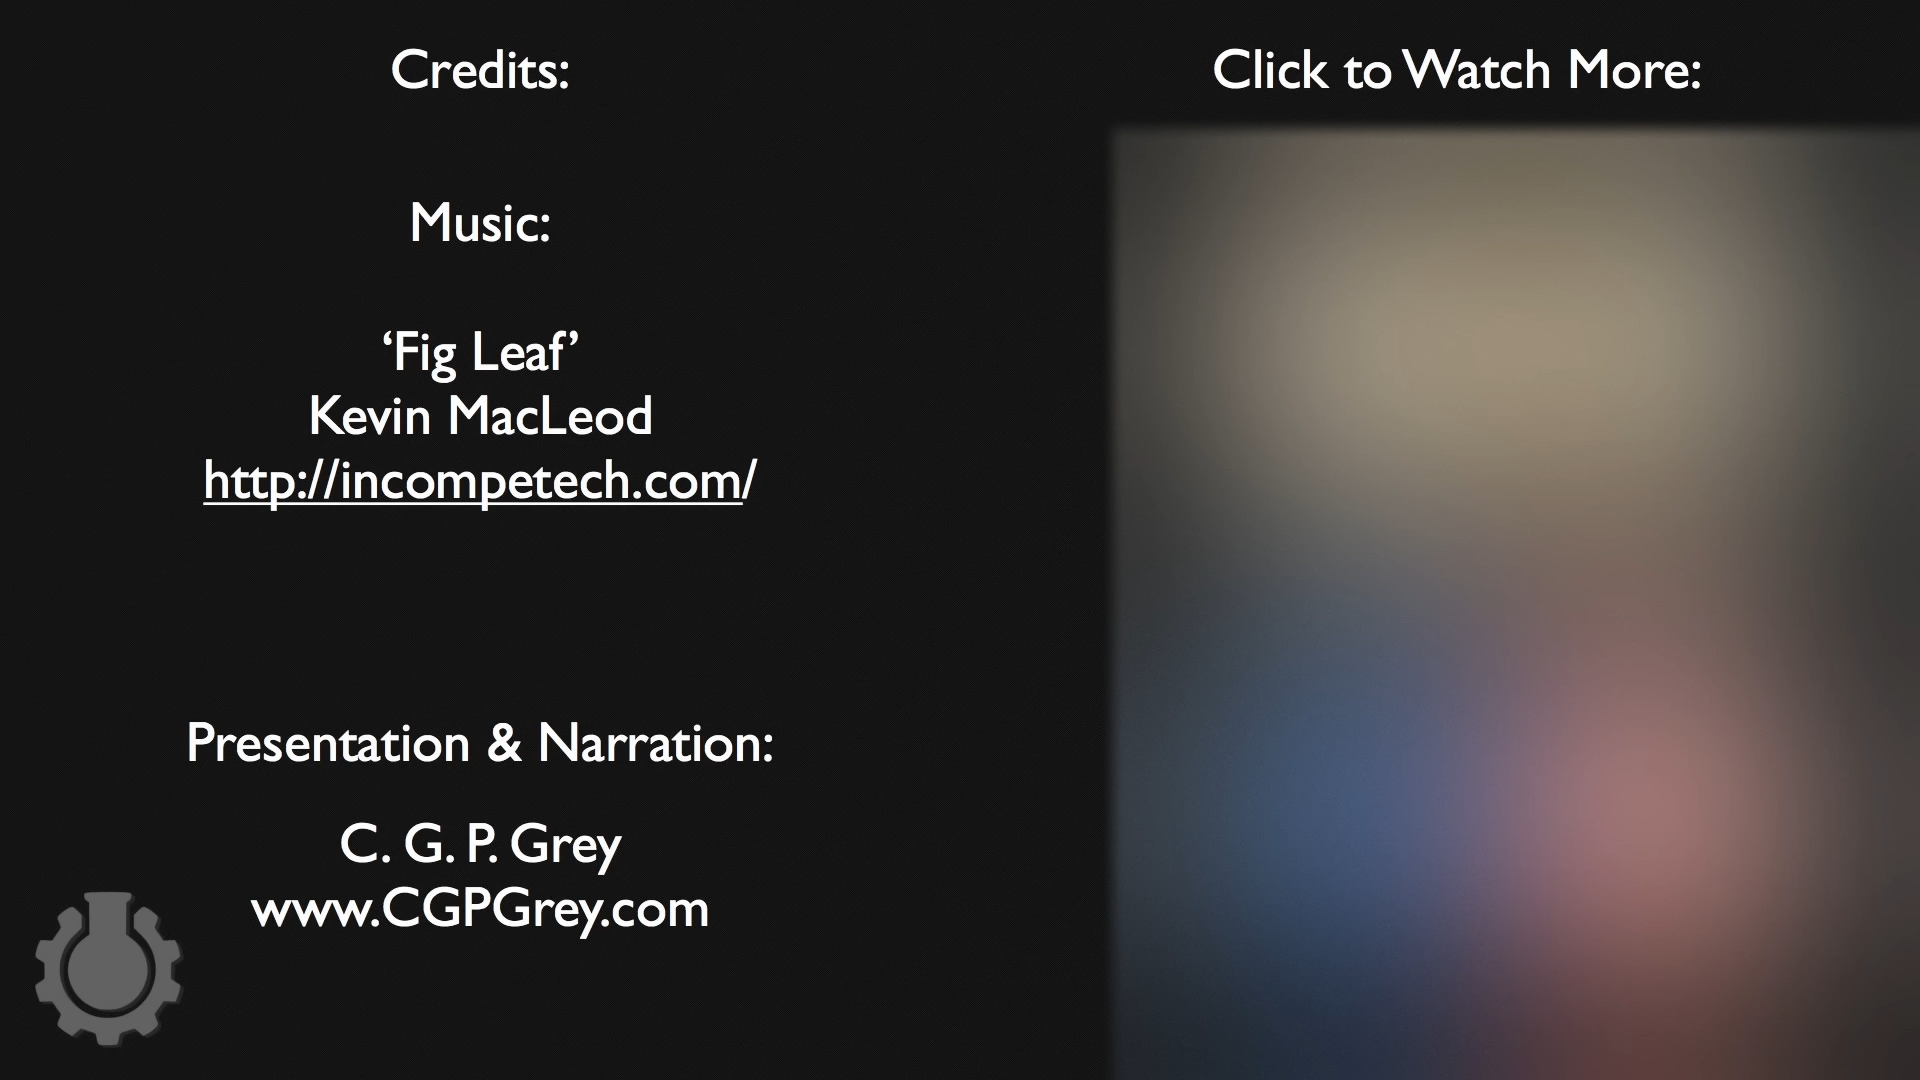 Credits:
Music:
‘Fig Leaf’
Kevin MacLeod
http://incompetech.com/
Presentation & Narration:
C. G. P. Grey
www.CGPGrey.com
Click to Watch More: